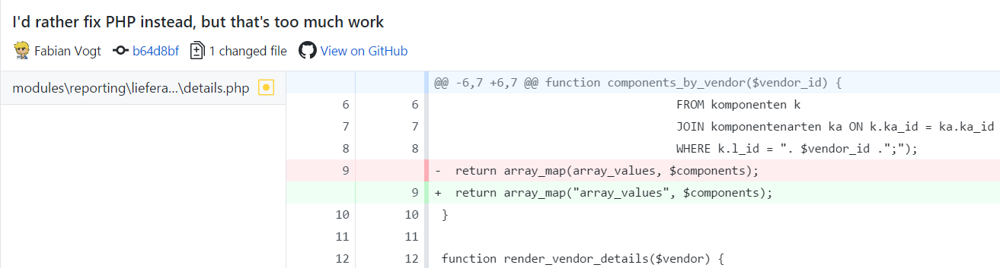 I'd rather fix PHP instead, but that's too much work
Fabian Vogt b64d8bf 1 changed file View on GitHub
modules\reporting\liefera...\details.php
@@ -6,7 +6,7 @@ function components_by_vendor($vendor_id) {
6 6 FROM komponenten k
7 7 JOIN komponentenarten ka ON k.ka_id = ka.ka_id
8 8 WHERE k.l_id = ". $vendor_id .";");
9 - return array_map(array_values, $components);
9 + return array_map("array_values", $components);
10 10 }
11 11
12 12 function render_vendor_details($vendor) {